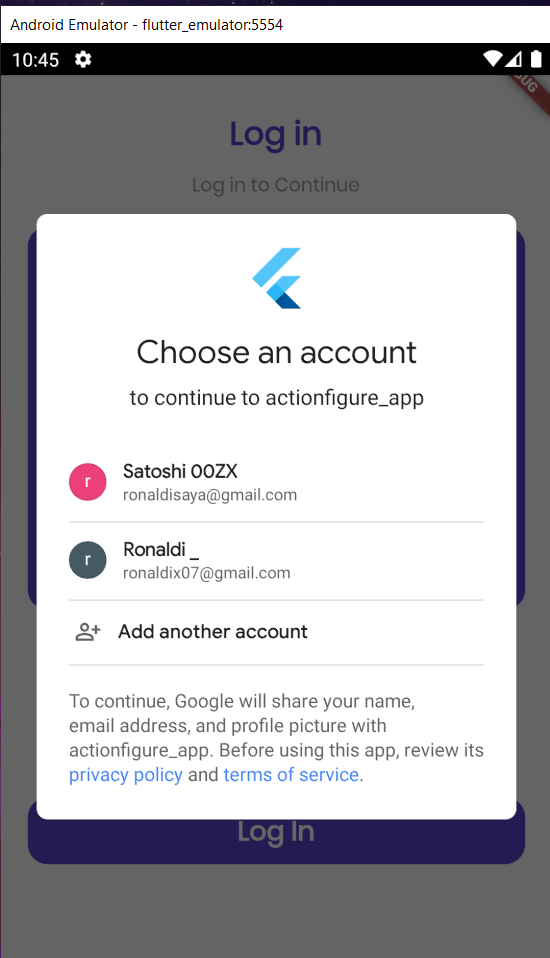 Android Emulator - flutter_emulator:5554
10:45
Log in
Log in to Continue
Choose an account
to continue to actionfigure_app
r
Satoshi 00ZX
ronaldisaya@gmail.com
r
Ronaldi _
ronaldix07@gmail.com
Add another account
To continue, Google will share your name,
email address, and profile picture with
actionfigure_app. Before using this app, review its
privacy policy and terms of service.
Log In